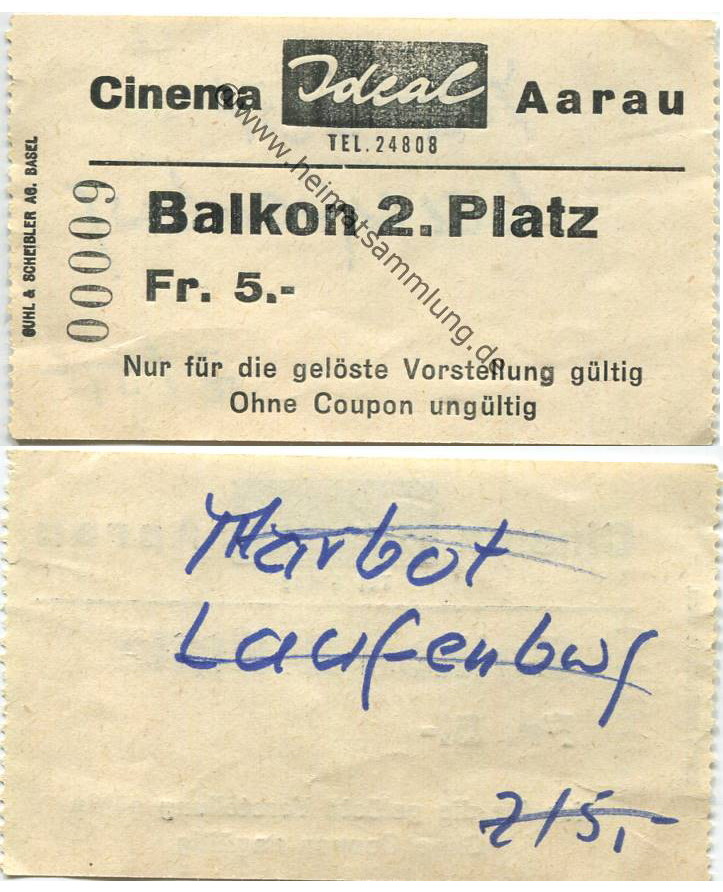 Cinema Ideal Aarau
TEL. 24808
Balkon 2. Platz
Fr. 5.-
Nur für die gelöste Vorstellung gültig
Ohne Coupon ungültig
GUHL & SCHEIBLER AG. BASEL
00009
©www.heimatsammlung.de
Marbot
Laufenburg
2/5,-